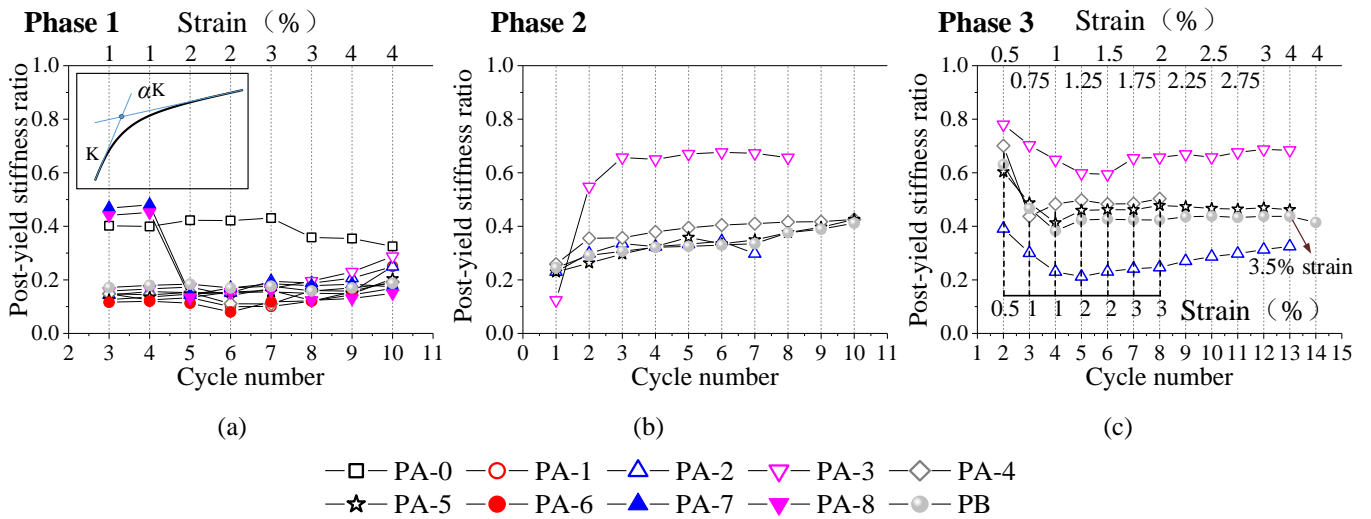 Phase 1 Strain（%）
1 1 2 2 3 3 4 4
1.0
0.8
0.6
0.4
0.2
0.0
Post-yield stiffness ratio
αK
K
2 3 4 5 6 7 8 9 10 11
Cycle number
(a)
Phase 2
1.0
0.8
0.6
0.4
0.2
0.0
Post-yield stiffness ratio
0 1 2 3 4 5 6 7 8 9 10 11
Cycle number
(b)
Phase 3 Strain（%）
0.5 1 1.5 2 2.5 3 4 4
0.75 1.25 1.75 2.25 2.75
1.0
0.8
0.6
0.4
0.2
0.0
Post-yield stiffness ratio
3.5% strain
0.5 1 1 2 2 3 3 Strain（%）
1 2 3 4 5 6 7 8 9 10 11 12 13 14 15
Cycle number
(c)
PA-0 PA-1 PA-2 PA-3 PA-4
PA-5 PA-6 PA-7 PA-8 PB